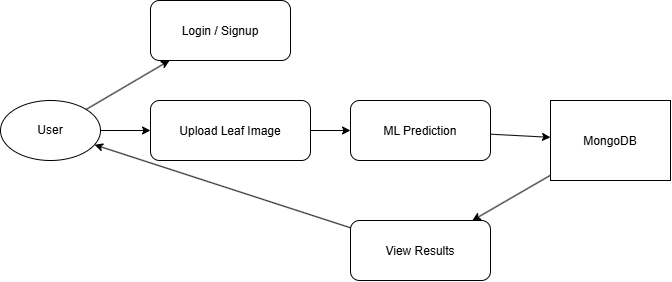 Login / Signup
User
Upload Leaf Image
ML Prediction
MongoDB
View Results